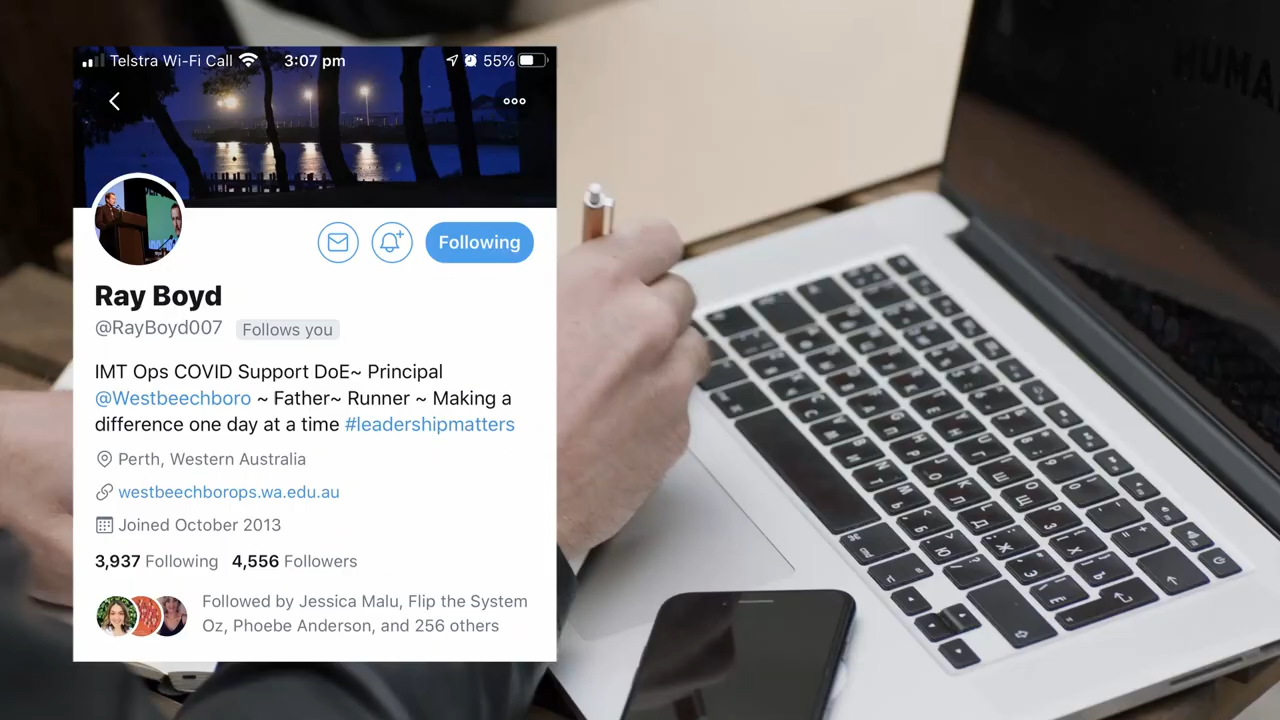 Telstra Wi-Fi Call
3:07 pm
55%
Following
Ray Boyd
@RayBoyd007
Follows you
IMT Ops COVID Support DoE~ Principal
@Westbeechboro ~ Father~ Runner ~ Making a
difference one day at a time #leadershipmatters
Perth, Western Australia
westbeechborops.wa.edu.au
Joined October 2013
3,937 Following 4,556 Followers
Followed by Jessica Malu, Flip the System
Oz, Phoebe Anderson, and 256 others
HUMA